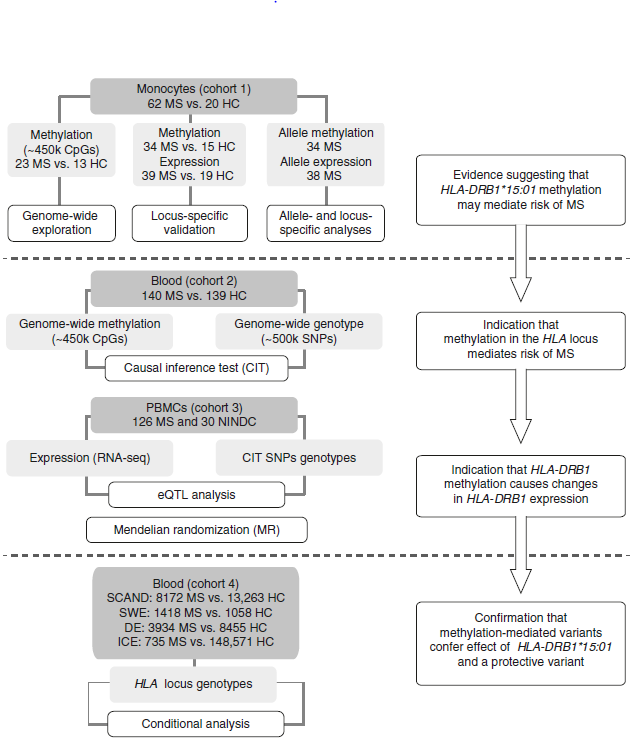 Monocytes (cohort 1)
62 MS vs. 20 HC
Methylation
(~450k CpGs)
23 MS vs. 13 HC
Methylation
34 MS vs. 15 HC
Expression
39 MS vs. 19 HC
Allele methylation
34 MS
Allele expression
38 MS
Genome-wide
exploration
Locus-specific
validation
Allele- and locus-
specific analyses
Evidence suggesting that
HLA-DRB1*15:01 methylation
may mediate risk of MS
Blood (cohort 2)
140 MS vs. 139 HC
Genome-wide methylation
(~450k CpGs)
Genome-wide genotype
(~500k SNPs)
Causal inference test (CIT)
Indication that
methylation in the HLA locus
mediates risk of MS
PBMCs (cohort 3)
126 MS and 30 NINDC
Expression (RNA-seq)
CIT SNPs genotypes
eQTL analysis
Mendelian randomization (MR)
Indication that HLA-DRB1
methylation causes changes
in HLA-DRB1 expression
Blood (cohort 4)
SCAND: 8172 MS vs. 13,263 HC
SWE: 1418 MS vs. 1058 HC
DE: 3934 MS vs. 8455 HC
ICE: 735 MS vs. 148,571 HC
HLA locus genotypes
Conditional analysis
Confirmation that
methylation-mediated variants
confer effect of HLA-DRB1*15:01
and a protective variant